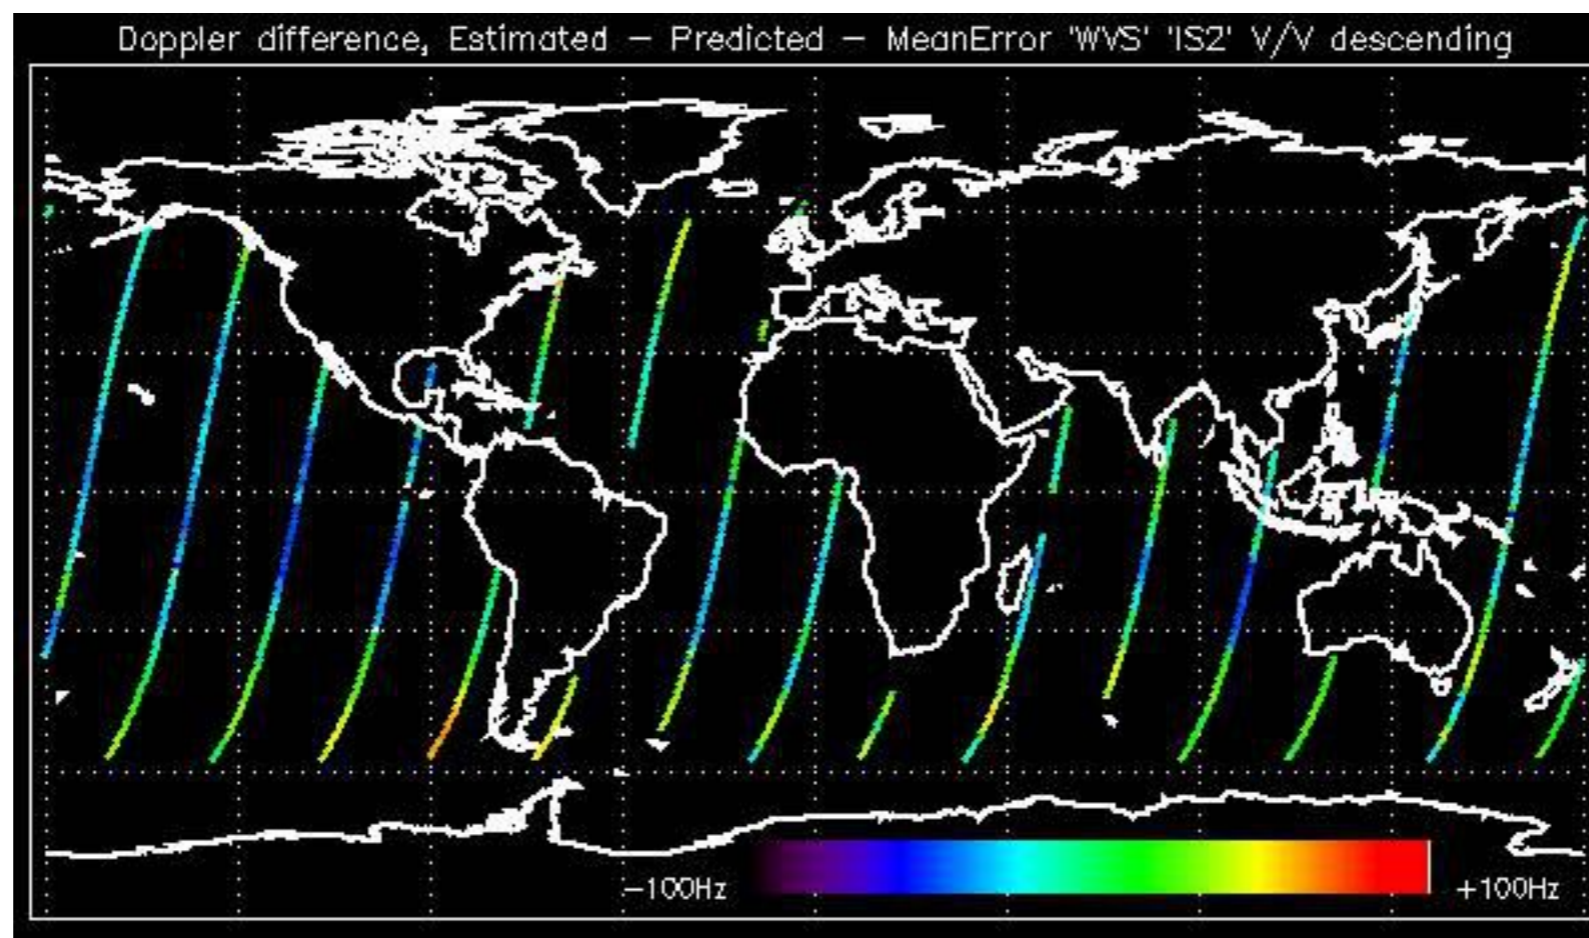 Doppler difference, Estimated – Predicted – MeanError 'WVS' 'IS2' V/V descending
–100Hz +100Hz